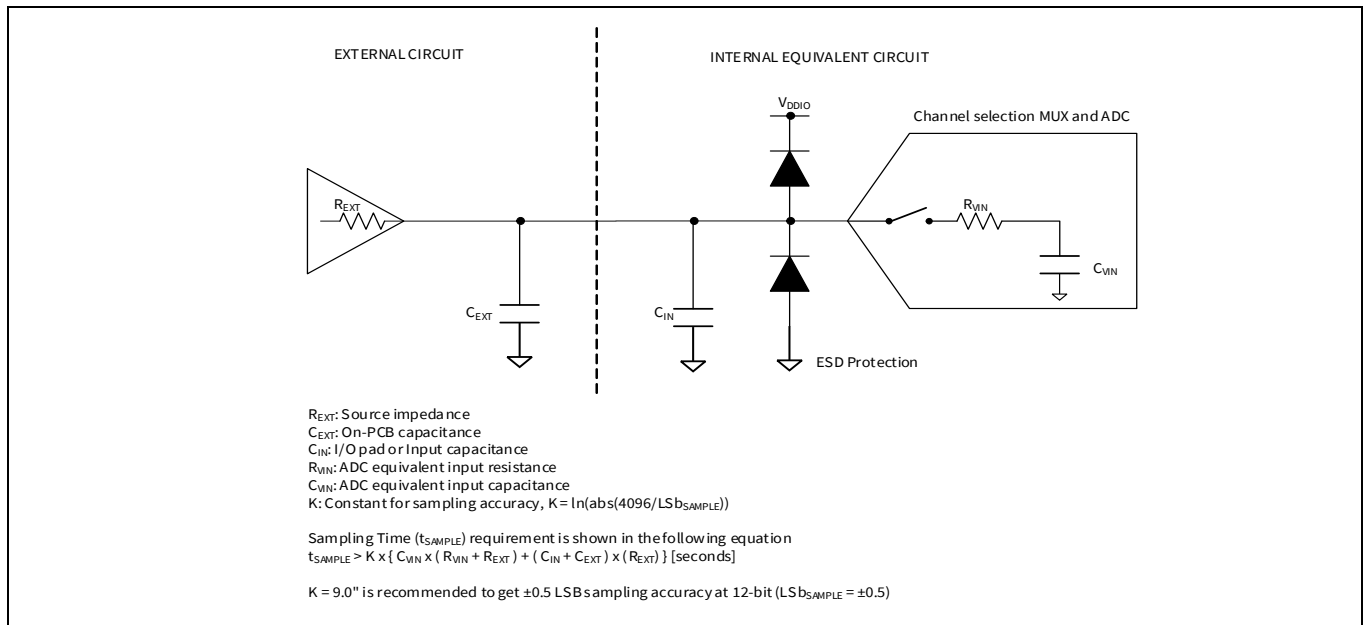 EXTERNAL CIRCUIT
INTERNAL EQUIVALENT CIRCUIT
VDDIO
Channel selection MUX and ADC
REXT
RVIN
CVIN
CEXT
CIN
ESD Protection
REXT: Source impedance
CEXT: On-PCB capacitance
CIN: I/O pad or Input capacitance
RVIN: ADC equivalent input resistance
CVIN: ADC equivalent input capacitance
K: Constant for sampling accuracy, K = ln(abs(4096/LSbSAMPLE))
Sampling Time (tSAMPLE) requirement is shown in the following equation
tSAMPLE > K x { CVIN x ( RVIN + REXT ) + ( CIN + CEXT ) x ( REXT) } [seconds]
K = 9.0" is recommended to get ±0.5 LSB sampling accuracy at 12-bit (LSbSAMPLE = ±0.5)